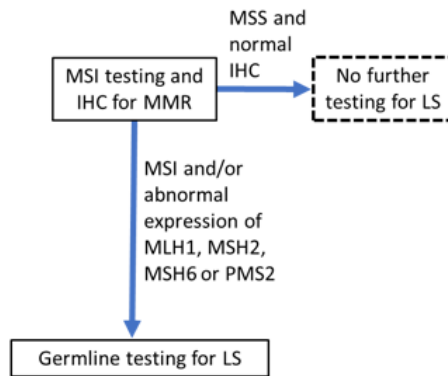 MSS and
normal
IHC
MSI testing and
IHC for MMR
No further
testing for LS
MSI and/or
abnormal
expression of
MLH1, MSH2,
MSH6 or PMS2
Germline testing for LS